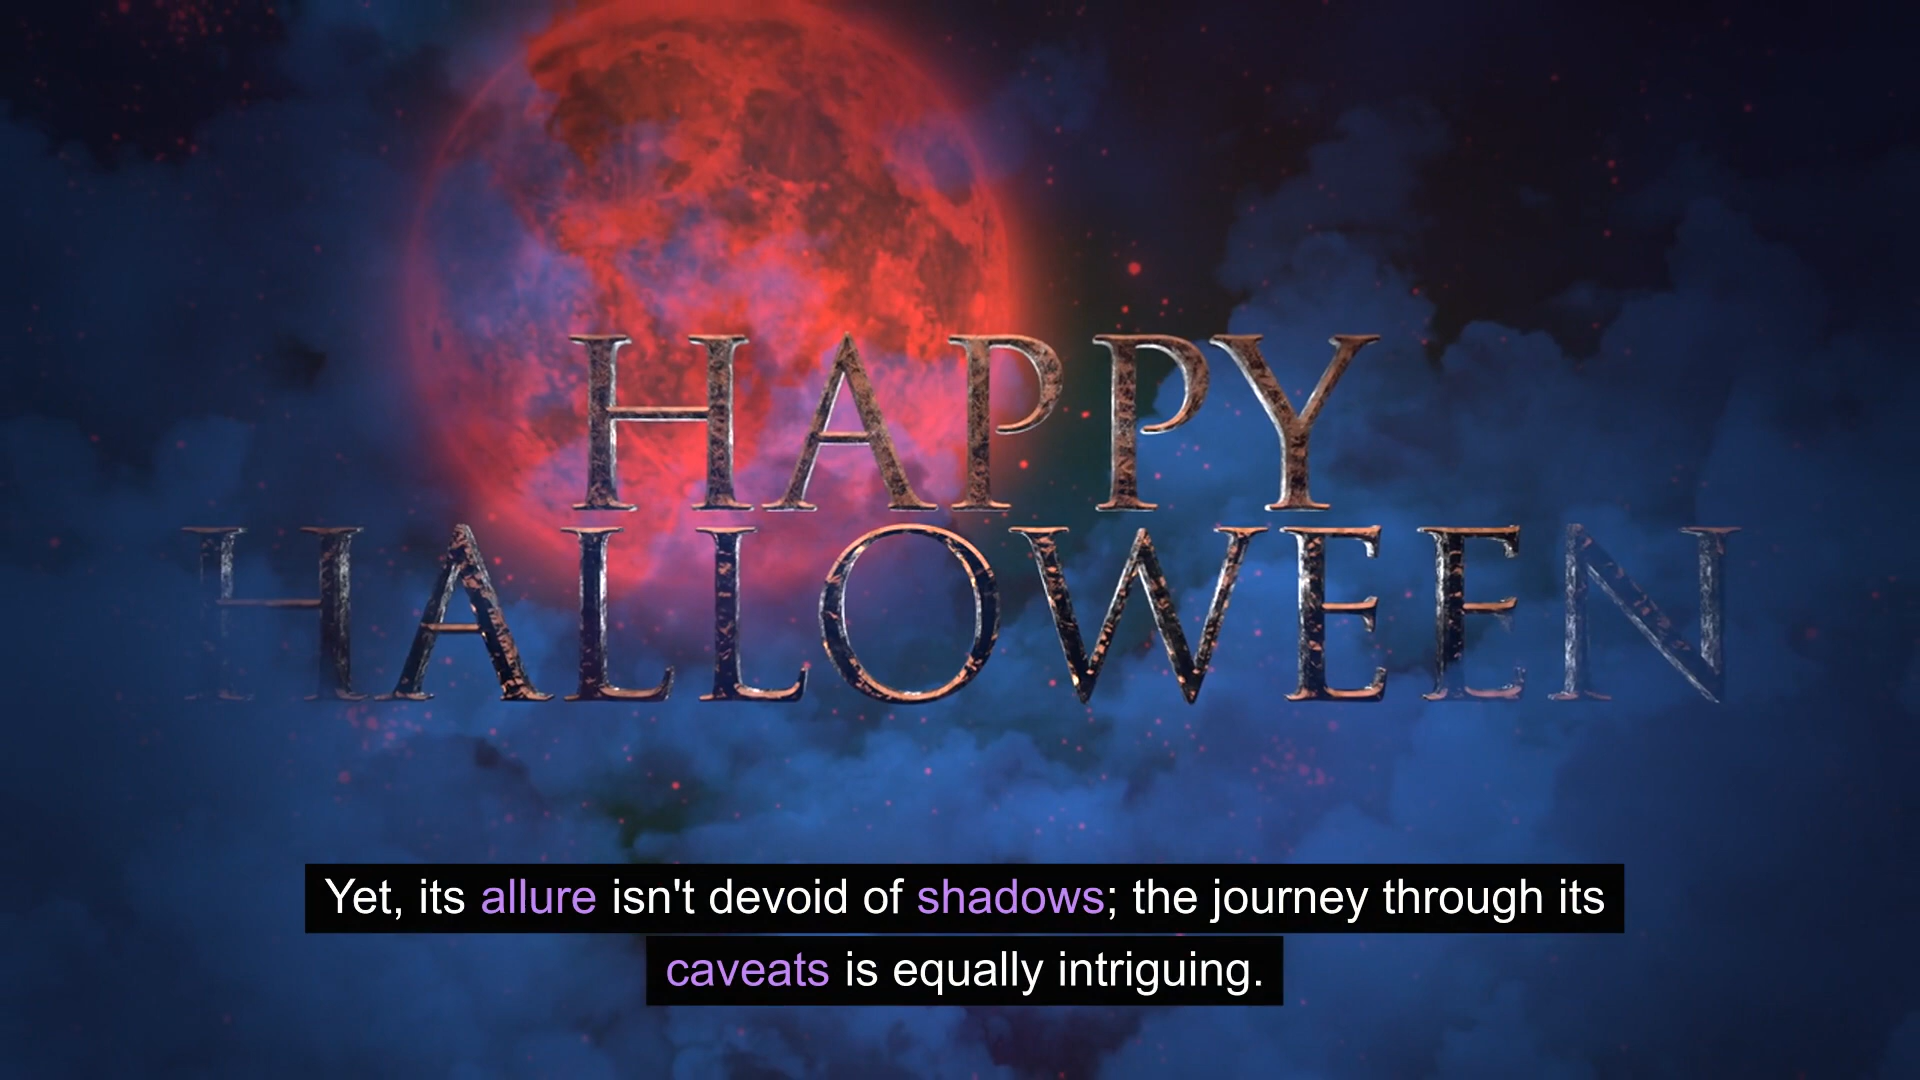 HAPPY
HALLOWEEN
Yet, its allure isn't devoid of shadows; the journey through its
caveats is equally intriguing.